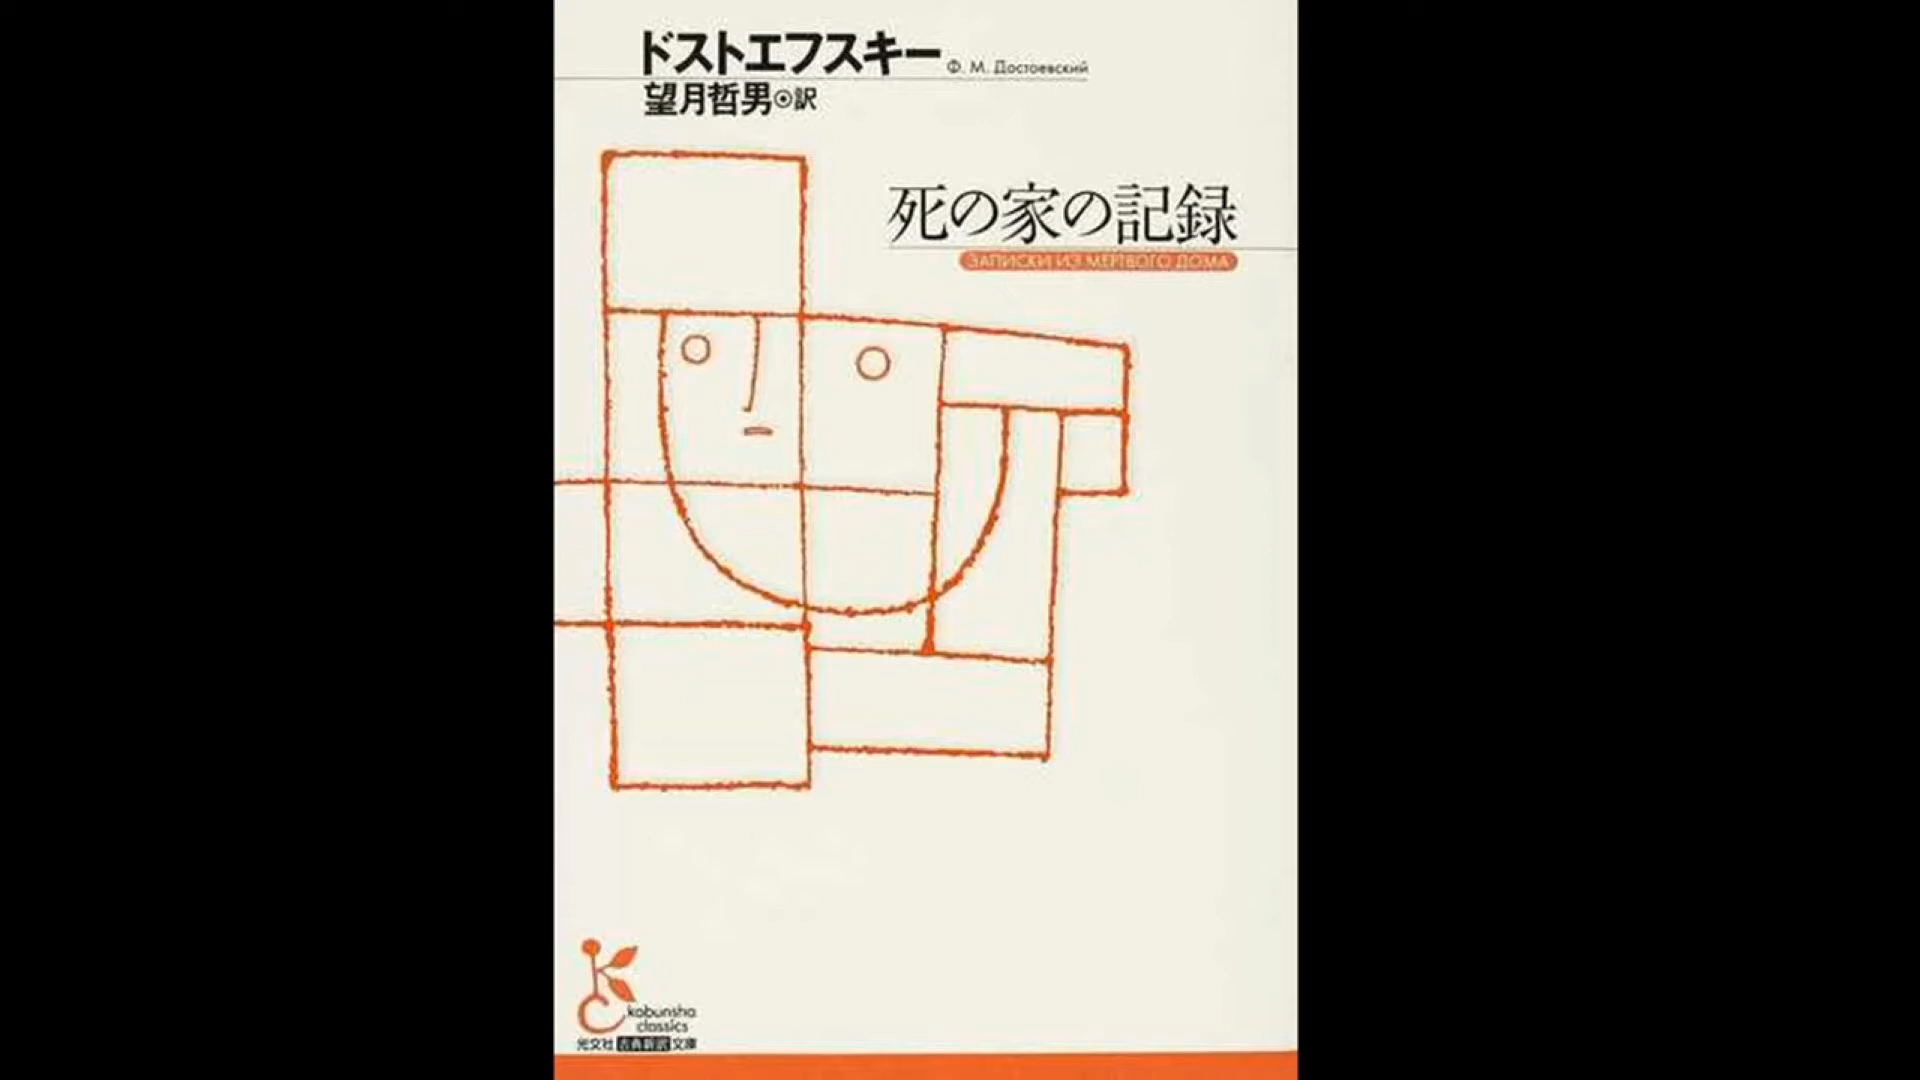 ドストエフスキー Ф. М. Достоевский
望月哲男◉訳
死の家の記録
ЗАПИСКИ ИЗ МЕРТВОГО ДОМА
kobunsha
classics
光文社古典新訳文庫